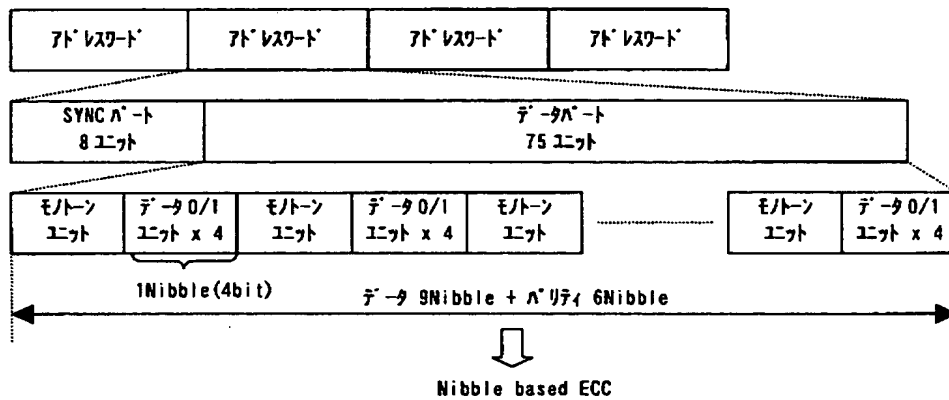 アドレスワード
アドレスワード
アドレスワード
アドレスワード
SYNC パート
8 ユニット
データパート
75 ユニット
モノトーン
ユニット
データ 0/1
ユニット x 4
モノトーン
ユニット
データ 0/1
ユニット x 4
モノトーン
ユニット
モノトーン
ユニット
データ 0/1
ユニット x 4
1Nibble(4bit)
データ 9Nibble + パリティ 6Nibble
Nibble based ECC